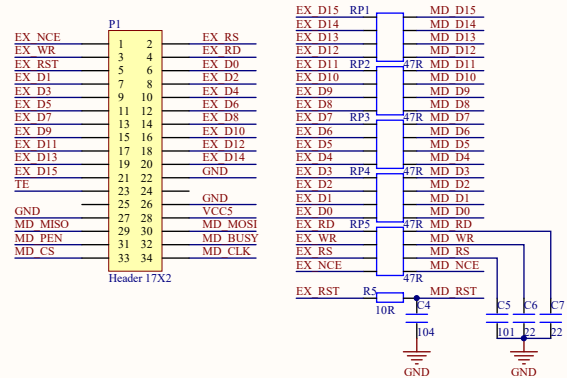 P1
EX_NCE 1 2 EX_RS
EX_WR 3 4 EX_RD
EX_RST 5 6 EX_D0
EX_D1 7 8 EX_D2
EX_D3 9 10 EX_D4
EX_D5 11 12 EX_D6
EX_D7 13 14 EX_D8
EX_D9 15 16 EX_D10
EX_D11 17 18 EX_D12
EX_D13 19 20 EX_D14
EX_D15 21 22 GND
TE 23 24
25 26 GND
GND 27 28 VCC5
MD_MISO 29 30 MD_MOSI
MD_PEN 31 32 MD_BUSY
MD_CS 33 34 MD_CLK
Header 17X2
EX_D15 RP1 MD_D15
EX_D14 MD_D14
EX_D13 MD_D13
EX_D12 MD_D12
EX_D11 RP2 47R MD_D11
EX_D10 MD_D10
EX_D9 MD_D9
EX_D8 MD_D8
EX_D7 RP3 47R MD_D7
EX_D6 MD_D6
EX_D5 MD_D5
EX_D4 MD_D4
EX_D3 RP4 47R MD_D3
EX_D2 MD_D2
EX_D1 MD_D1
EX_D0 MD_D0
EX_RD RP5 47R MD_RD
EX_WR MD_WR
EX_RS MD_RS
EX_NCE MD_NCE
47R
EX_RST R5 MD_RST
10R C4 C5 C6 C7
104 101 22 22
GND GND